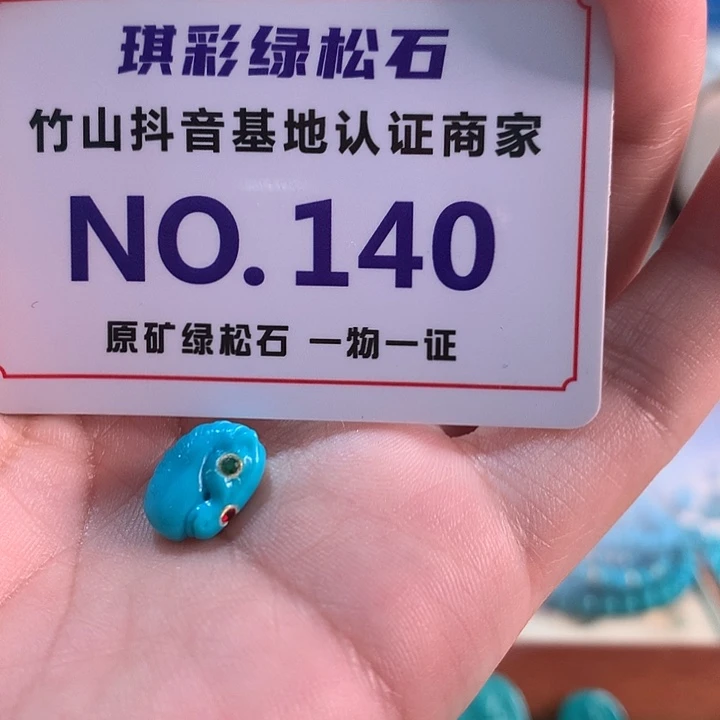 琪彩绿松石
竹山抖音基地认证商家
NO.140
原矿绿松石 一物一证